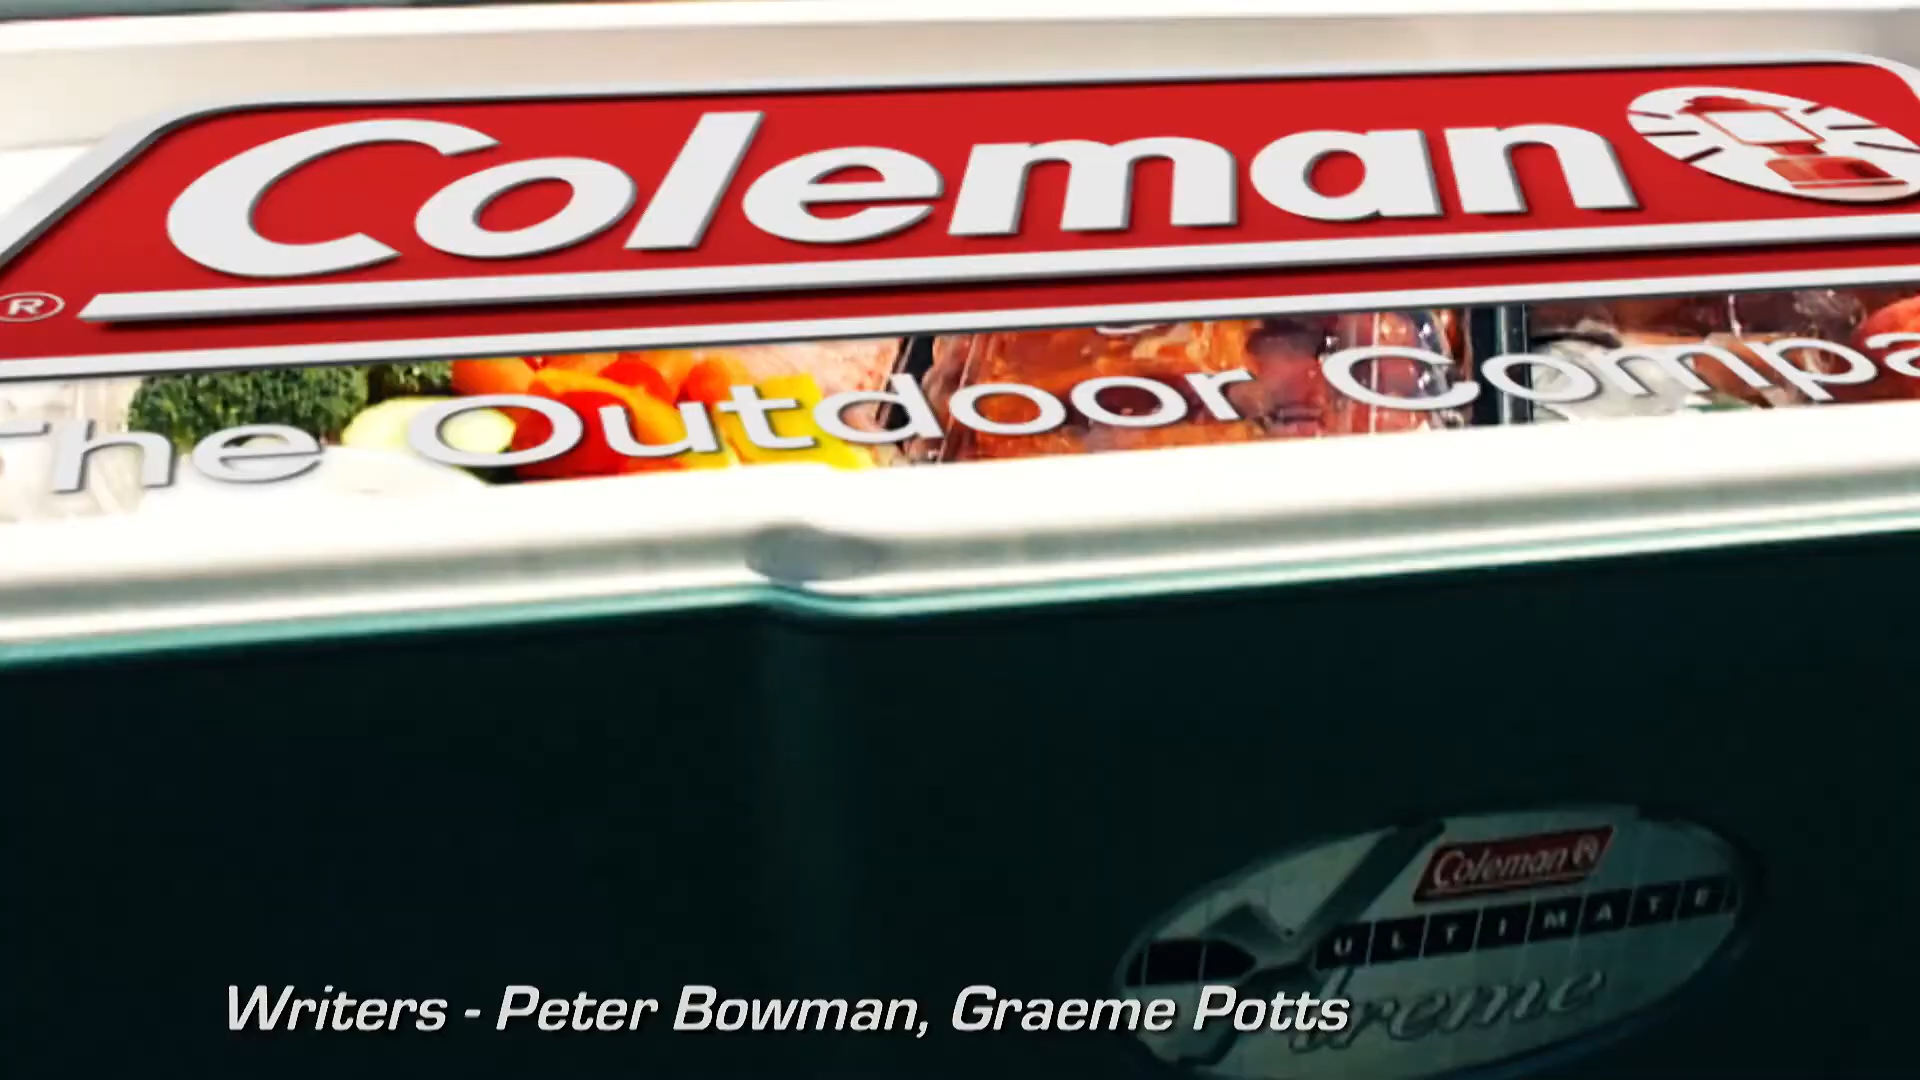 Coleman
®
The Outdoor Compa
Coleman®
ULTIMATE
Xtreme
Writers - Peter Bowman, Graeme Potts